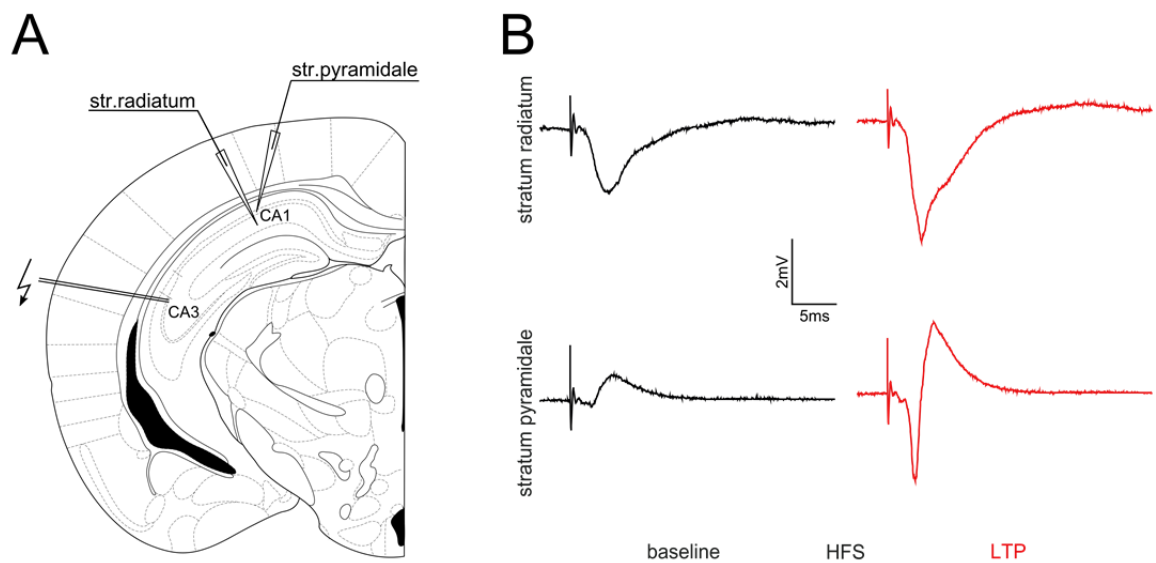 A
str.pyramidale
str.radiatum
CA1
CA3
B
stratum radiatum
2mV
5ms
stratum pyramidale
baseline HFS LTP